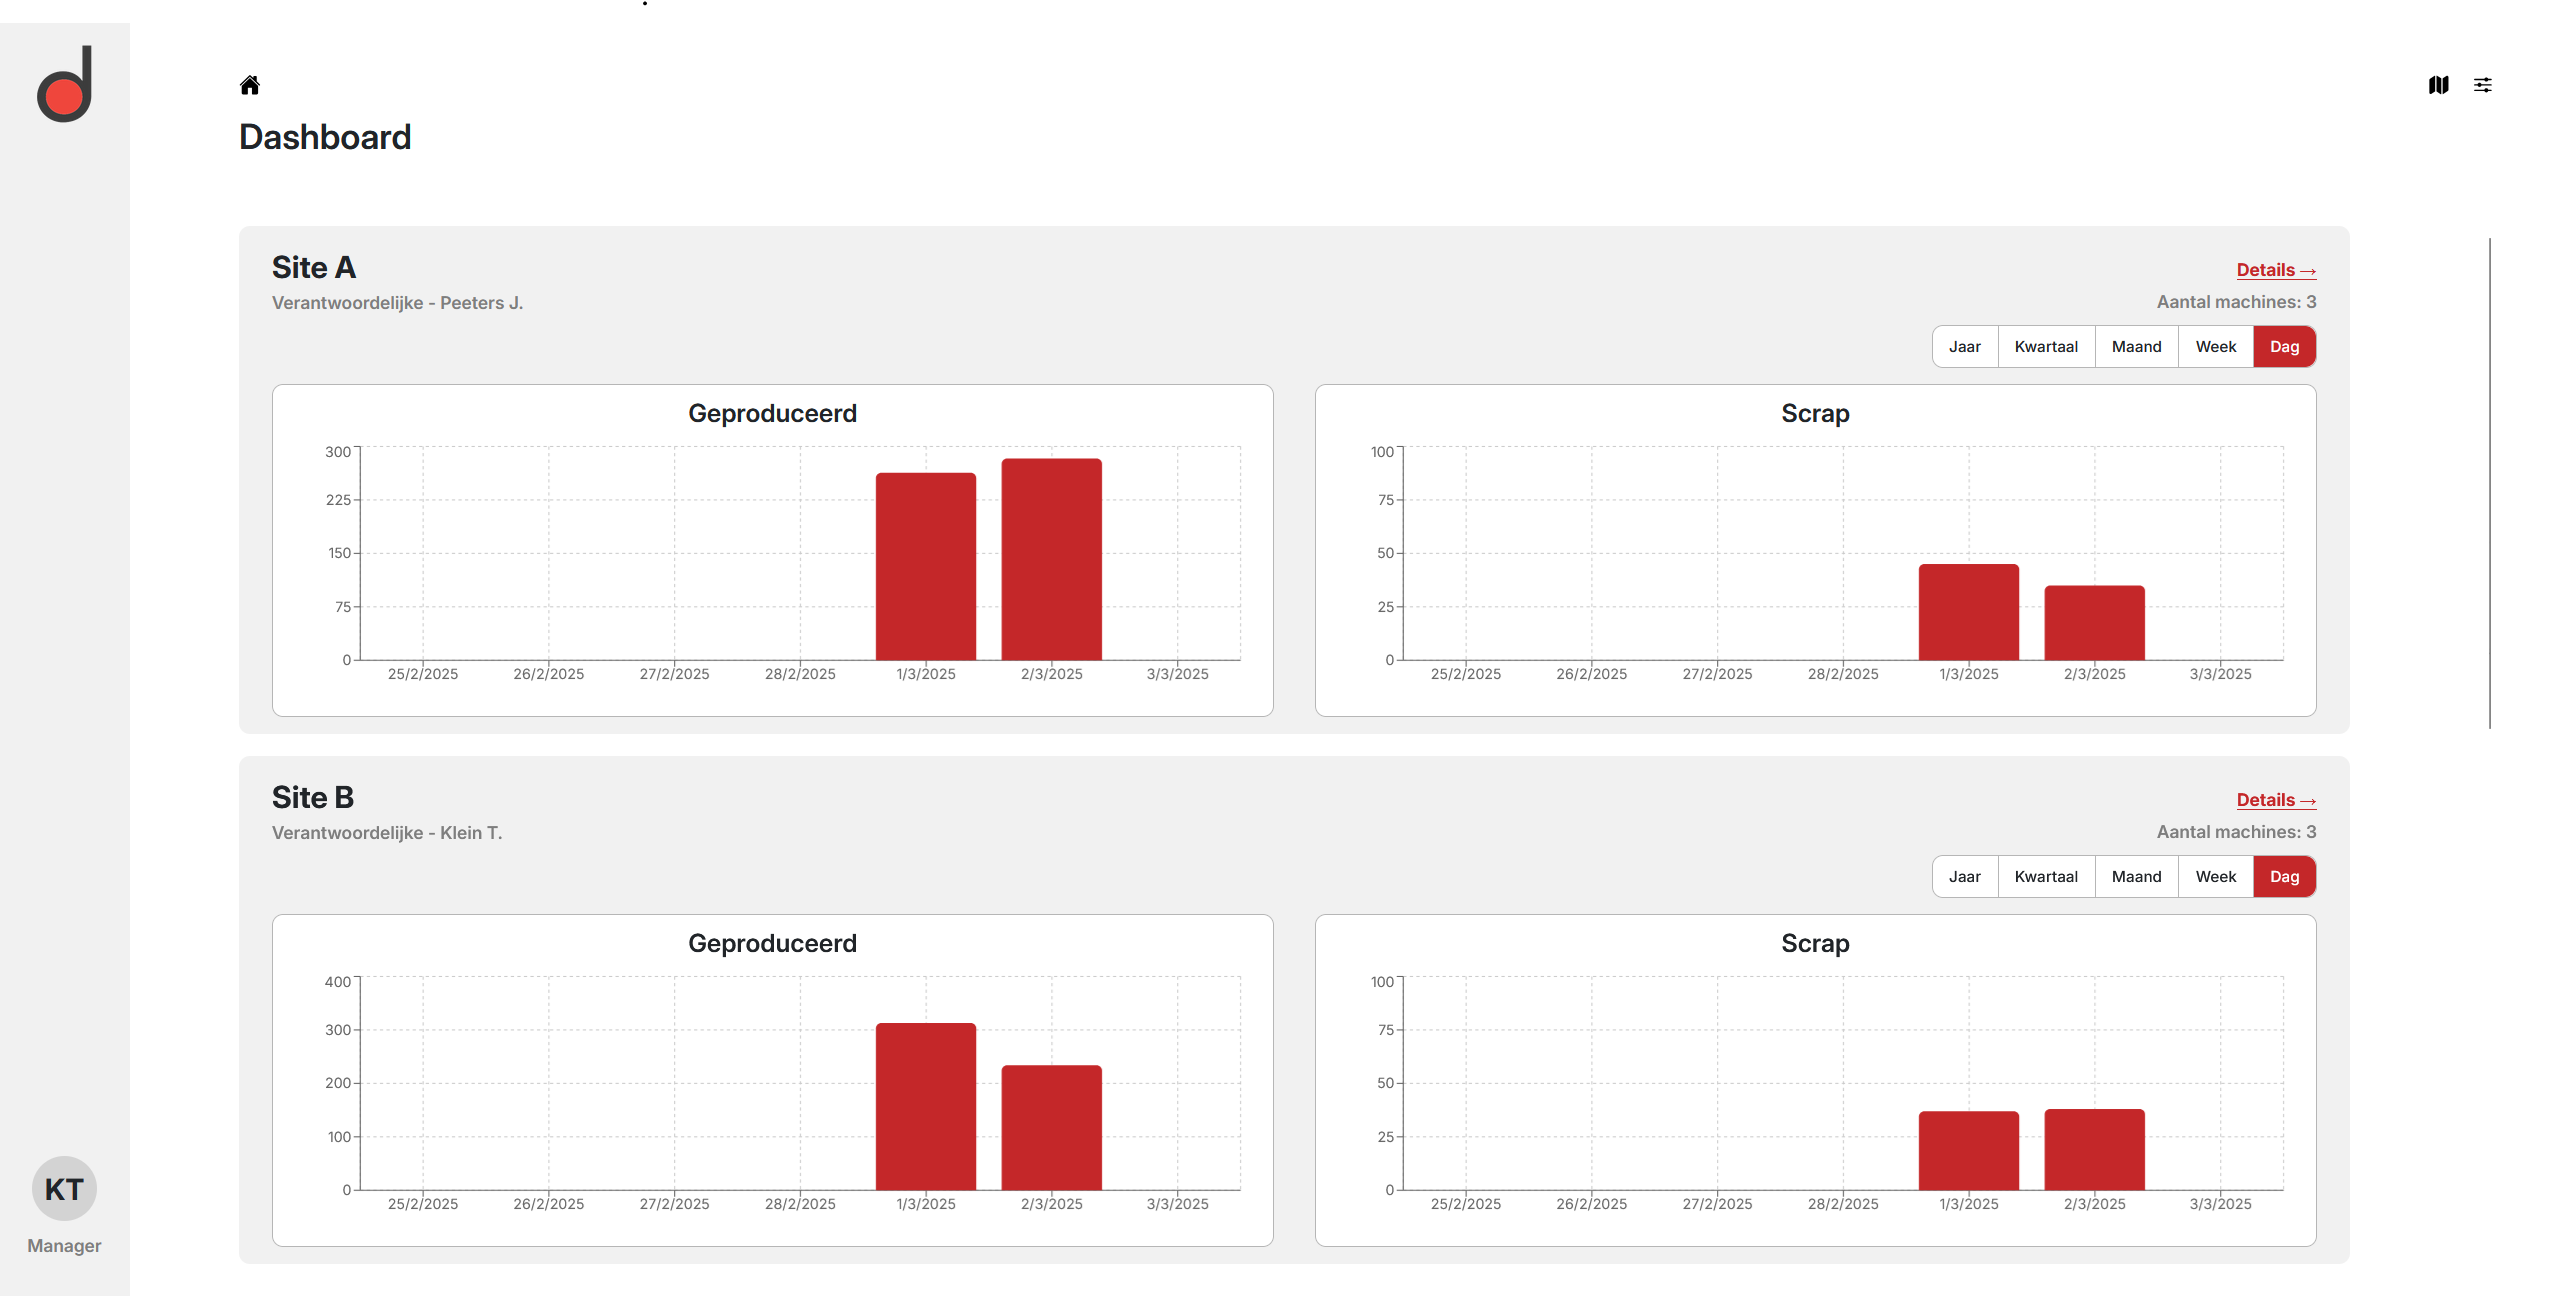 Dashboard
Site A
Details →
Verantwoordelijke - Peeters J.
Aantal machines: 3
Jaar Kwartaal Maand Week Dag
Geproduceerd
300
225
150
75
0
25/2/2025 26/2/2025 27/2/2025 28/2/2025 1/3/2025 2/3/2025 3/3/2025
Scrap
100
75
50
25
0
25/2/2025 26/2/2025 27/2/2025 28/2/2025 1/3/2025 2/3/2025 3/3/2025
Site B
Details →
Verantwoordelijke - Klein T.
Aantal machines: 3
Jaar Kwartaal Maand Week Dag
Geproduceerd
400
300
200
100
0
25/2/2025 26/2/2025 27/2/2025 28/2/2025 1/3/2025 2/3/2025 3/3/2025
Scrap
100
75
50
25
0
25/2/2025 26/2/2025 27/2/2025 28/2/2025 1/3/2025 2/3/2025 3/3/2025
KT
Manager